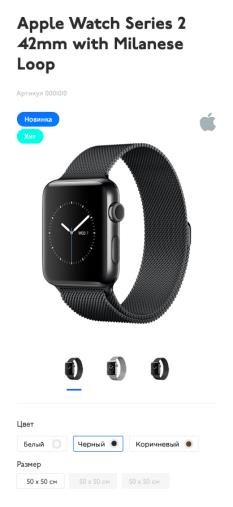 Apple Watch Series 2
42mm with Milanese
Loop
Артикул 0001010
Новинка
Хит
Цвет
Белый
Черный
Коричневый
Размер
50 x 50 см
50 x 50 см
50 x 50 см